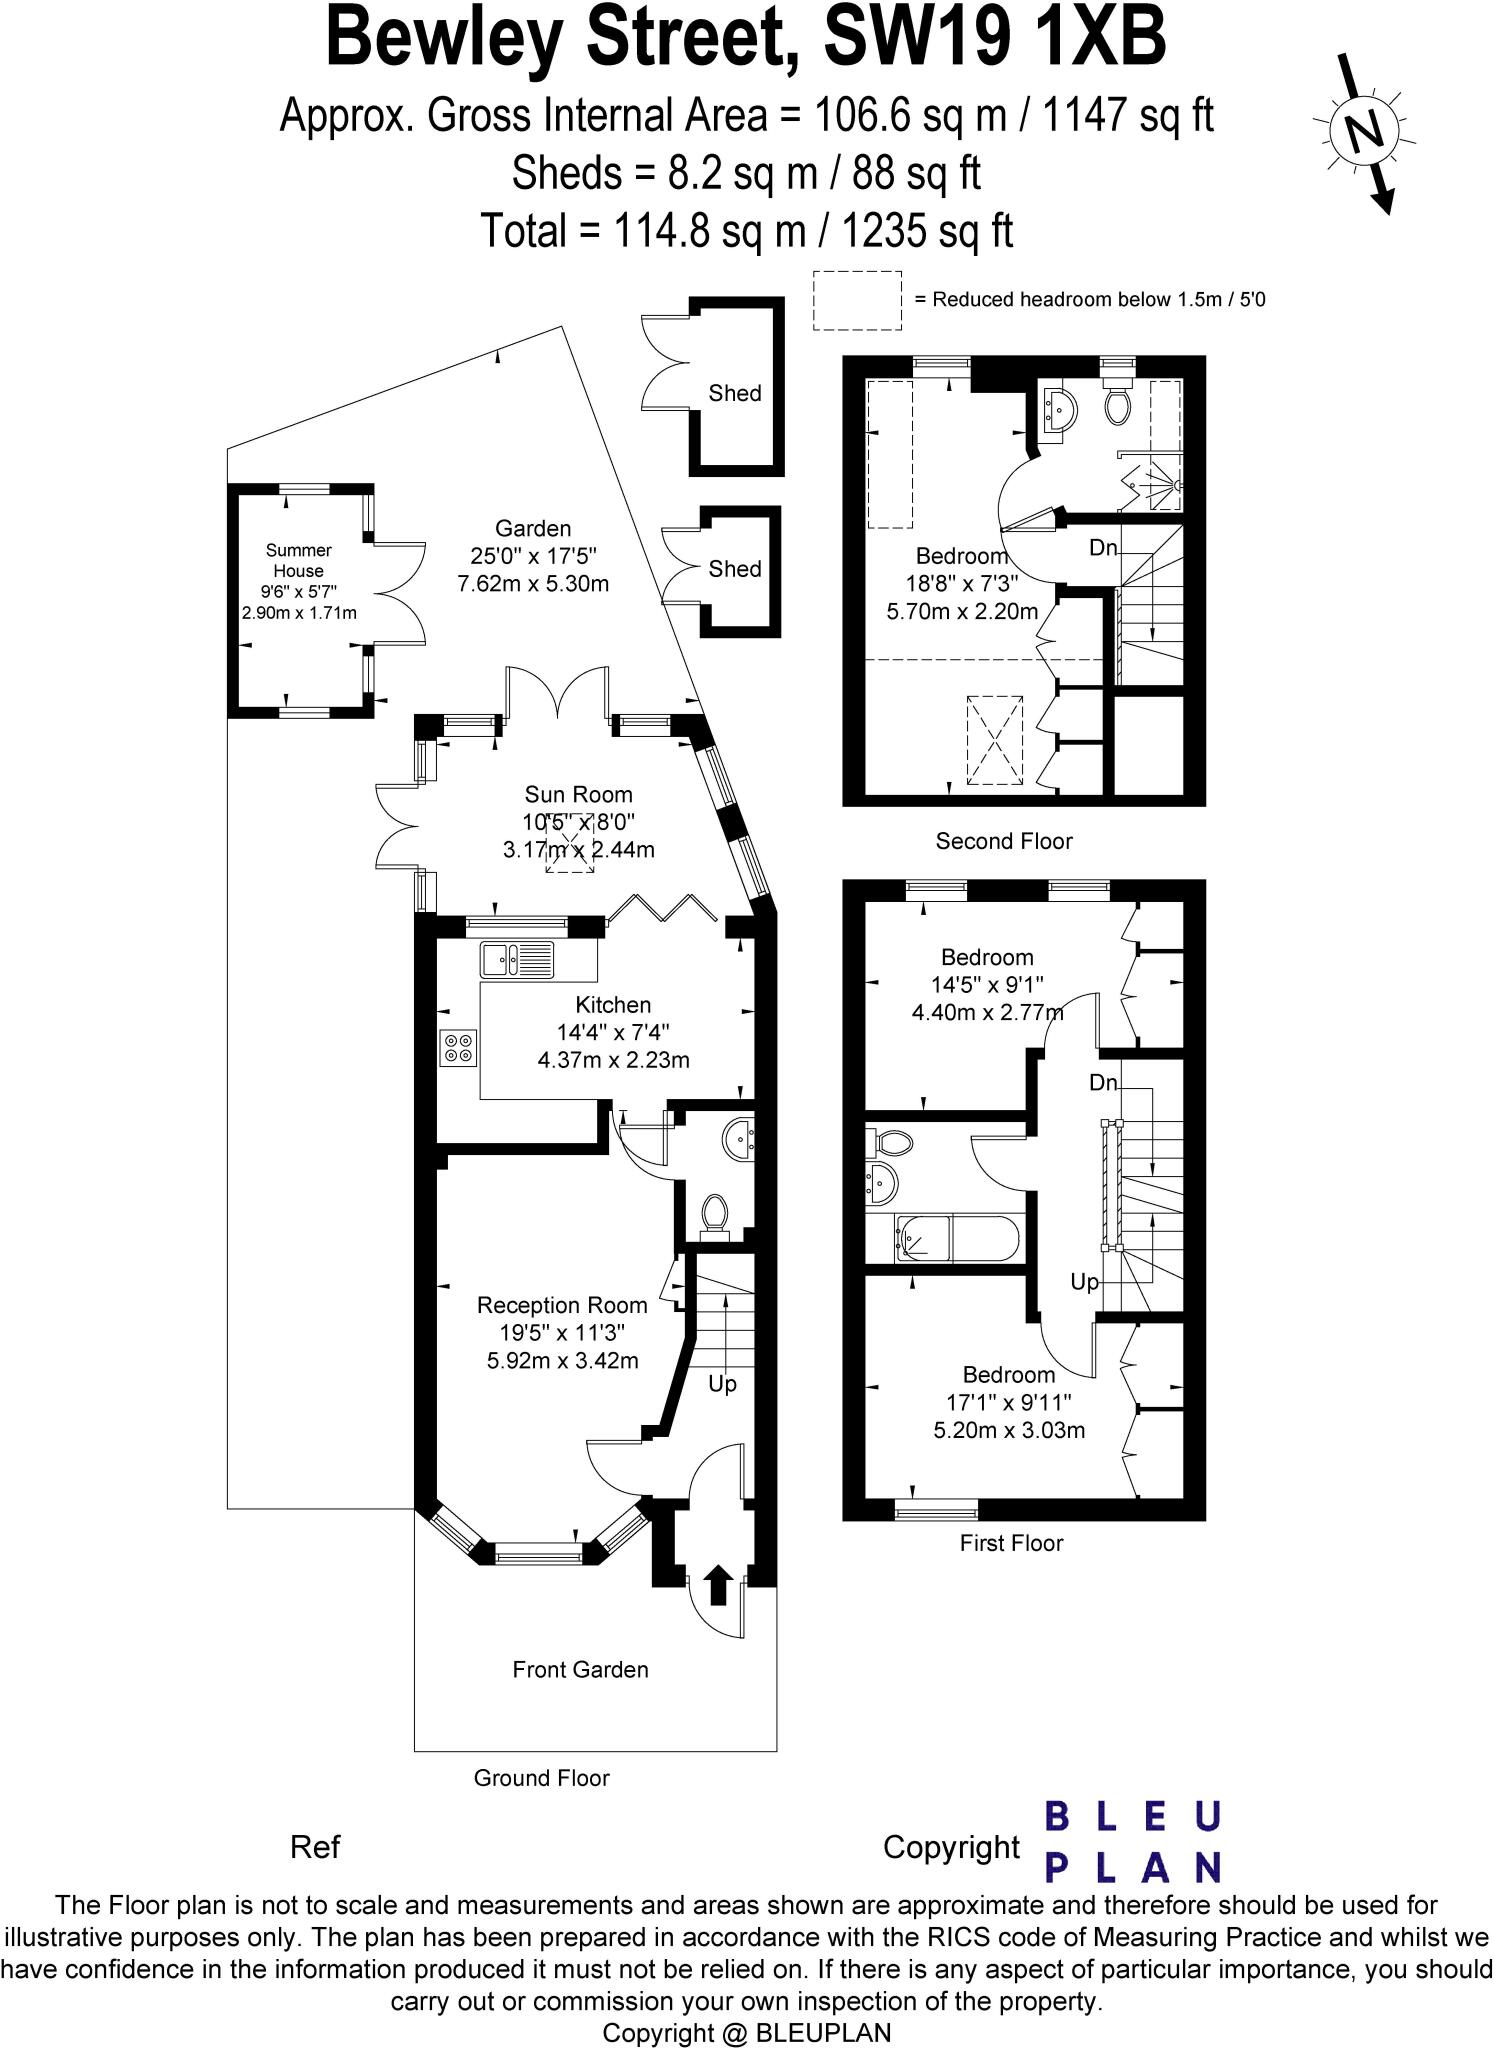 Bewley Street, SW19 1XB
Approx. Gross Internal Area = 106.6 sq m / 1147 sq ft
Sheds = 8.2 sq m / 88 sq ft
Total = 114.8 sq m / 1235 sq ft
N
= Reduced headroom below 1.5m / 5'0
Shed
Shed
Garden
25'0" x 17'5"
7.62m x 5.30m
Summer
House
9'6" x 5'7"
2.90m x 1.71m
Sun Room
10'5" x 8'0"
3.17m x 2.44m
Kitchen
14'4" x 7'4"
4.37m x 2.23m
Reception Room
19'5" x 11'3"
5.92m x 3.42m
Up
Front Garden
Ground Floor
Bedroom
18'8" x 7'3"
5.70m x 2.20m
Dn
Second Floor
Bedroom
14'5" x 9'1"
4.40m x 2.77m
Dn
Up
Bedroom
17'1" x 9'11"
5.20m x 3.03m
First Floor
Ref
Copyright
BLEU
PLAN
The Floor plan is not to scale and measurements and areas shown are approximate and therefore should be used for
illustrative purposes only. The plan has been prepared in accordance with the RICS code of Measuring Practice and whilst we
have confidence in the information produced it must not be relied on. If there is any aspect of particular importance, you should
carry out or commission your own inspection of the property.
Copyright @ BLEUPLAN